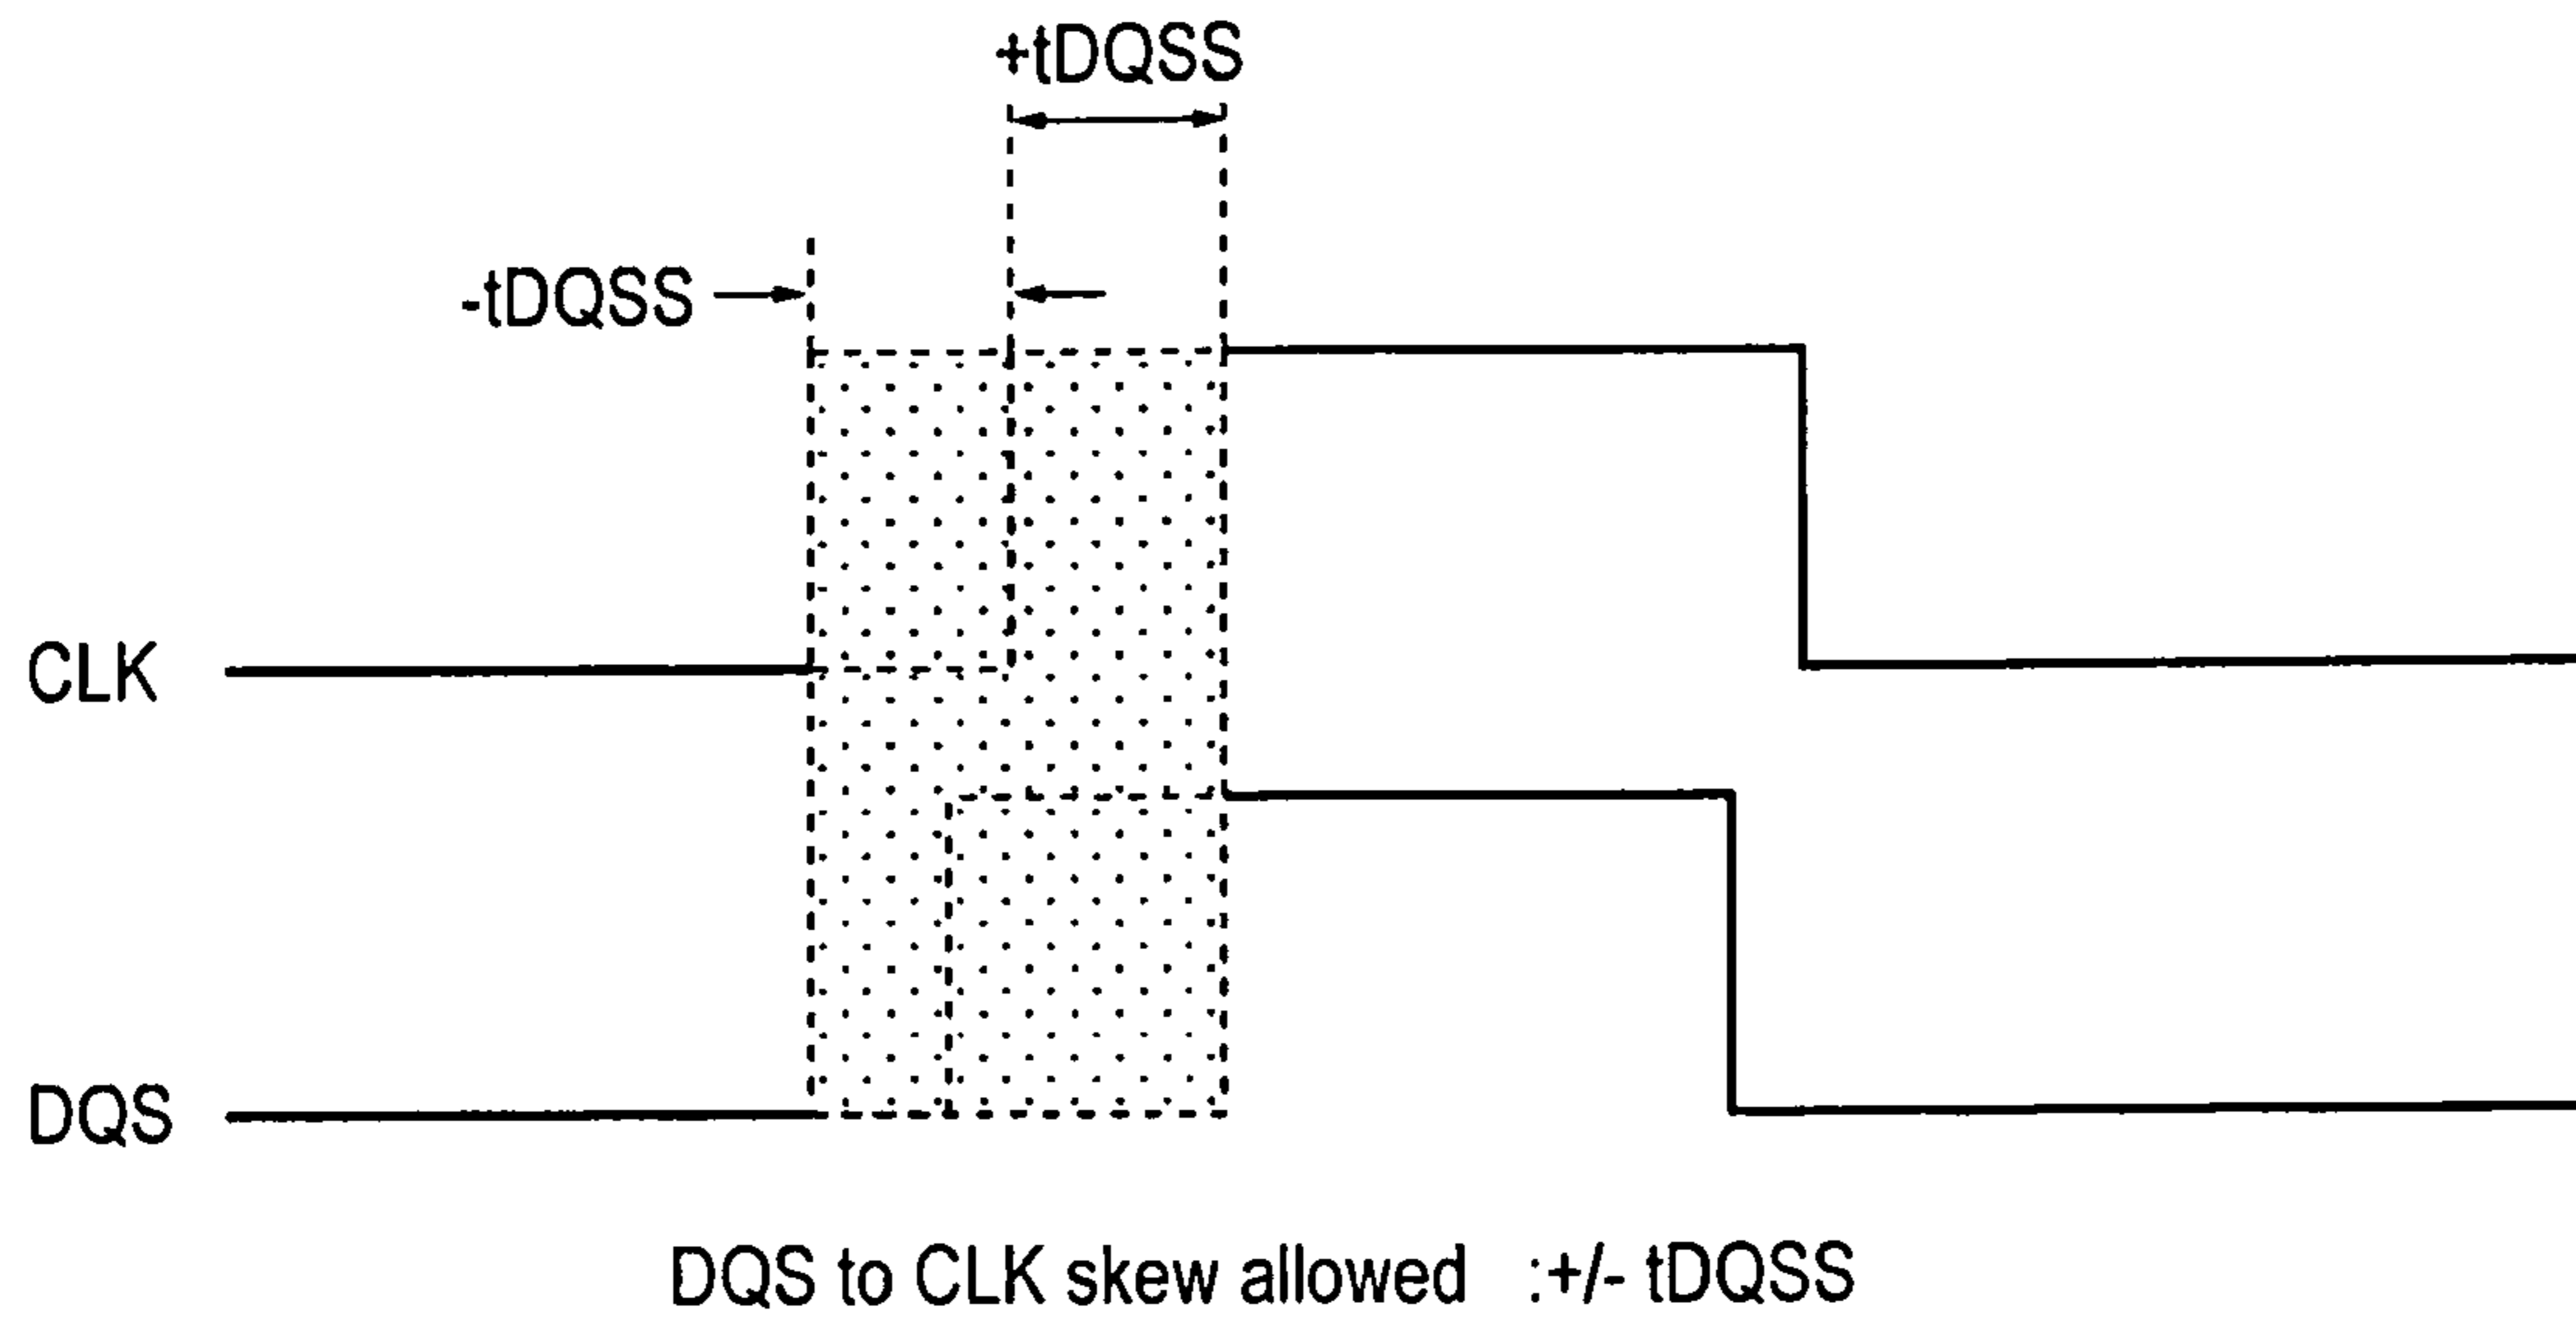 +tDQSS
-tDQSS
CLK
DQS
DQS to CLK skew allowed :+/- tDQSS